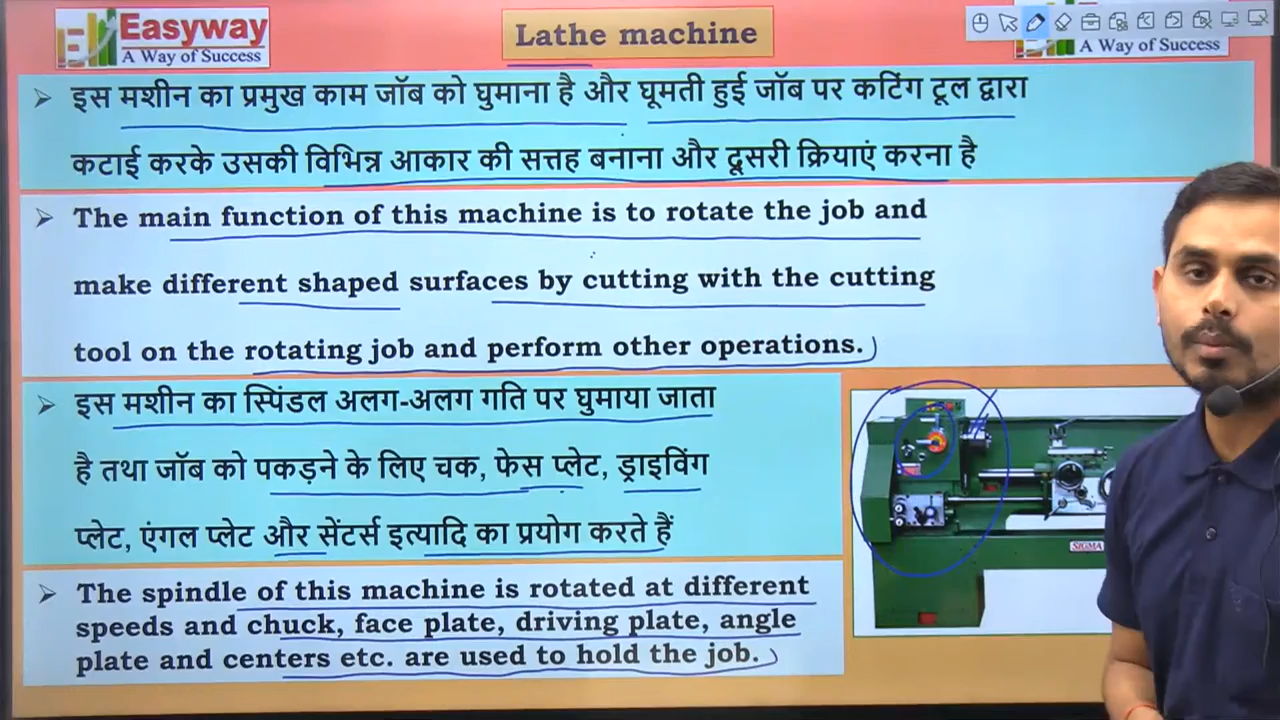 Easyway
A Way of Success
Lathe machine
A Way of Success
इस मशीन का प्रमुख काम जॉब को घुमाना है और घूमती हुई जॉब पर कटिंग टूल द्वारा
कटाई करके उसकी विभिन्न आकार की सत्तह बनाना और दूसरी क्रियाएं करना है
The main function of this machine is to rotate the job and
make different shaped surfaces by cutting with the cutting
tool on the rotating job and perform other operations.
इस मशीन का स्पिंडल अलग-अलग गति पर घुमाया जाता
है तथा जॉब को पकड़ने के लिए चक, फेस प्लेट, ड्राइविंग
प्लेट, एंगल प्लेट और सेंटर्स इत्यादि का प्रयोग करते हैं
The spindle of this machine is rotated at different
speeds and chuck, face plate, driving plate, angle
plate and centers etc. are used to hold the job.
SIGMA